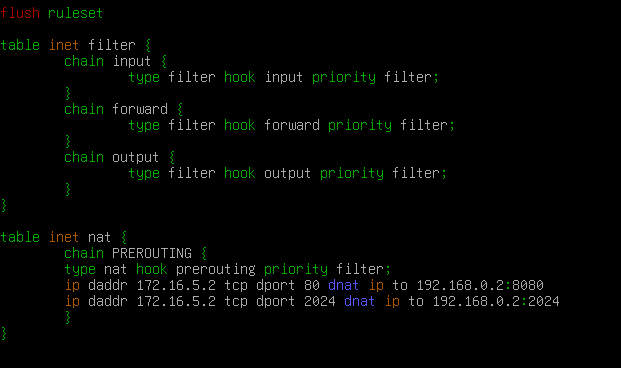 flush ruleset
table inet filter {
chain input {
type filter hook input priority filter;
}
chain forward {
type filter hook forward priority filter;
}
chain output {
type filter hook output priority filter;
}
}
table inet nat {
chain PREROUTING {
type nat hook prerouting priority filter;
ip daddr 172.16.5.2 tcp dport 80 dnat ip to 192.168.0.2:8080
ip daddr 172.16.5.2 tcp dport 2024 dnat ip to 192.168.0.2:2024
}
}